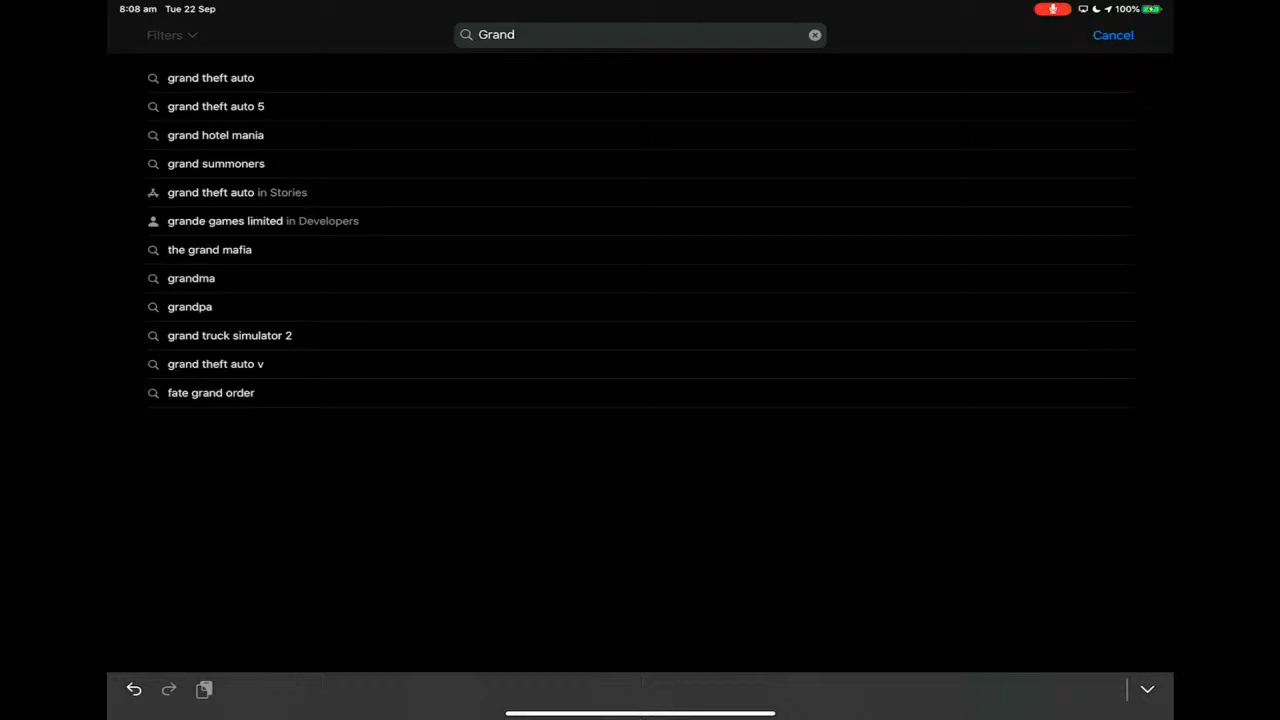 8:08 am Tue 22 Sep 100%
Filters Grand Cancel
grand theft auto
grand theft auto 5
grand hotel mania
grand summoners
grand theft auto in Stories
grande games limited in Developers
the grand mafia
grandma
grandpa
grand truck simulator 2
grand theft auto v
fate grand order